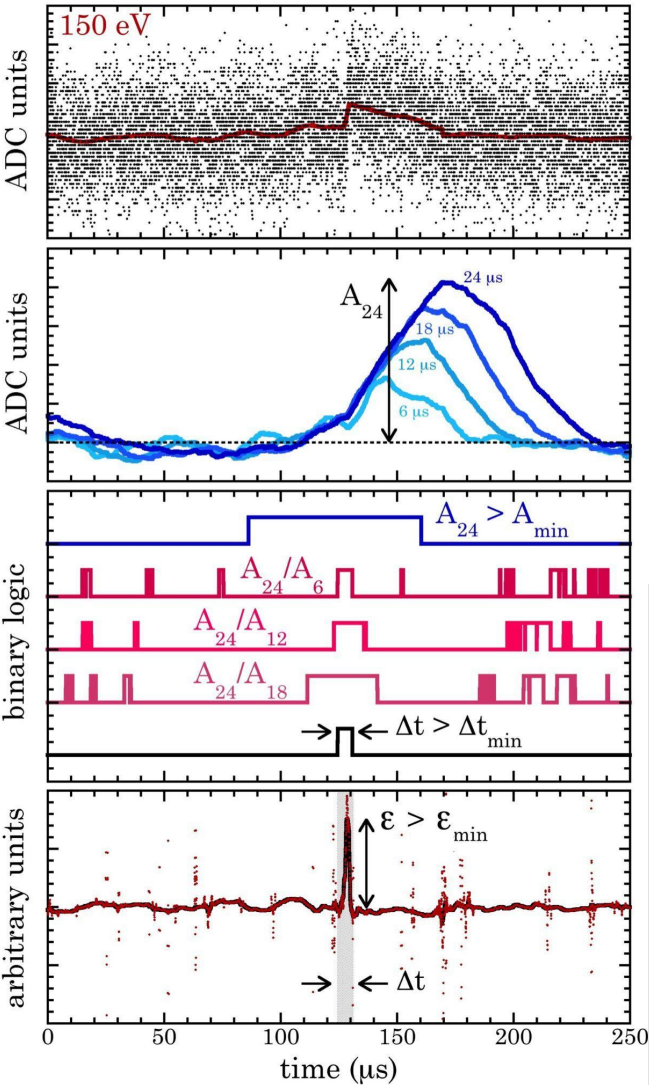 150 eV
ADC units
A24
24 μs
18 μs
12 μs
6 μs
ADC units
A24 > Amin
A24/A6
A24/A12
A24/A18
Δt > Δtmin
binary logic
ε > εmin
Δt
arbitrary units
0 50 100 150 200 250
time (μs)